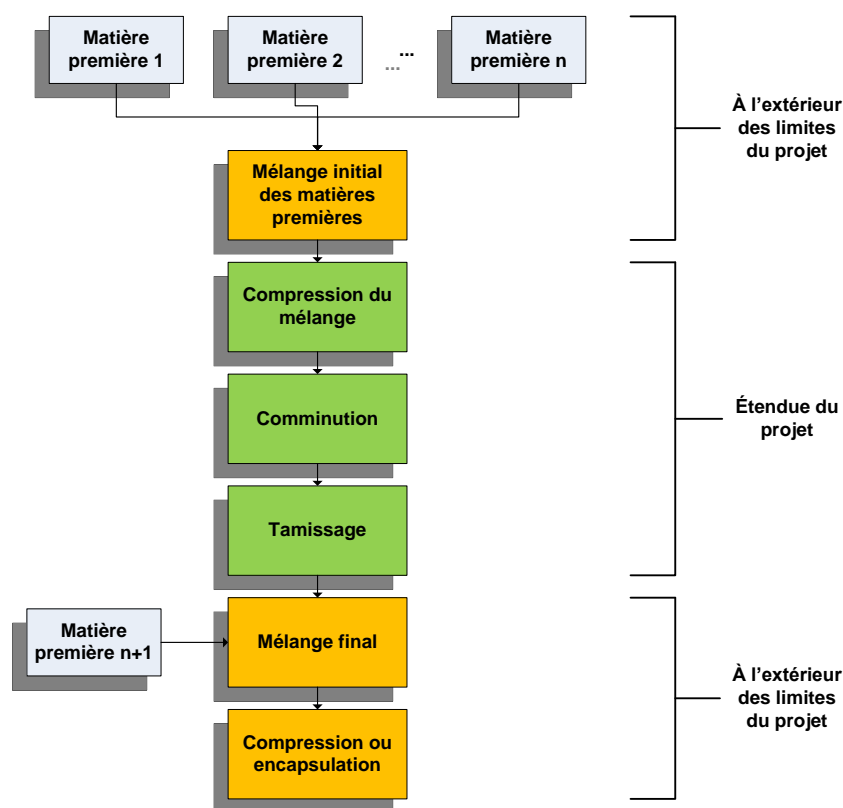 Matière
première 1
Matière
première 2
...
...
Matière
première n
À l’extérieur
des limites
du projet
Mélange initial
des matières
premières
Compression du
mélange
Comminution
Étendue du
projet
Tamissage
Matière
première n+1
Mélange final
À l’extérieur
des limites
du projet
Compression ou
encapsulation